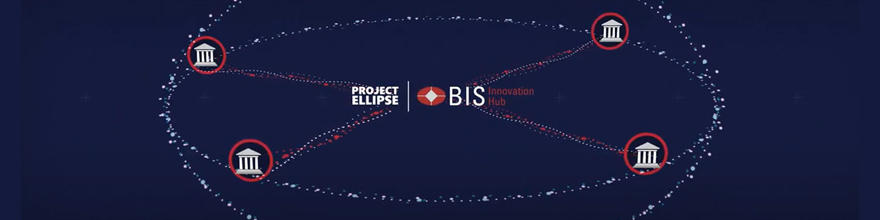 PROJECT
ELLIPSE
BIS
Innovation
Hub